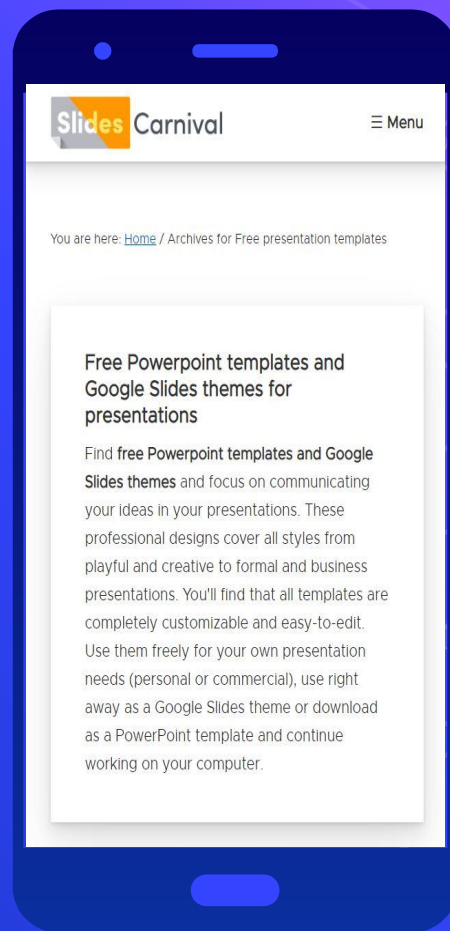 Slides Carnival
☰ Menu
You are here: Home / Archives for Free presentation templates
Free Powerpoint templates and
Google Slides themes for
presentations
Find free Powerpoint templates and Google
Slides themes and focus on communicating
your ideas in your presentations. These
professional designs cover all styles from
playful and creative to formal and business
presentations. You'll find that all templates are
completely customizable and easy-to-edit.
Use them freely for your own presentation
needs (personal or commercial), use right
away as a Google Slides theme or download
as a PowerPoint template and continue
working on your computer.